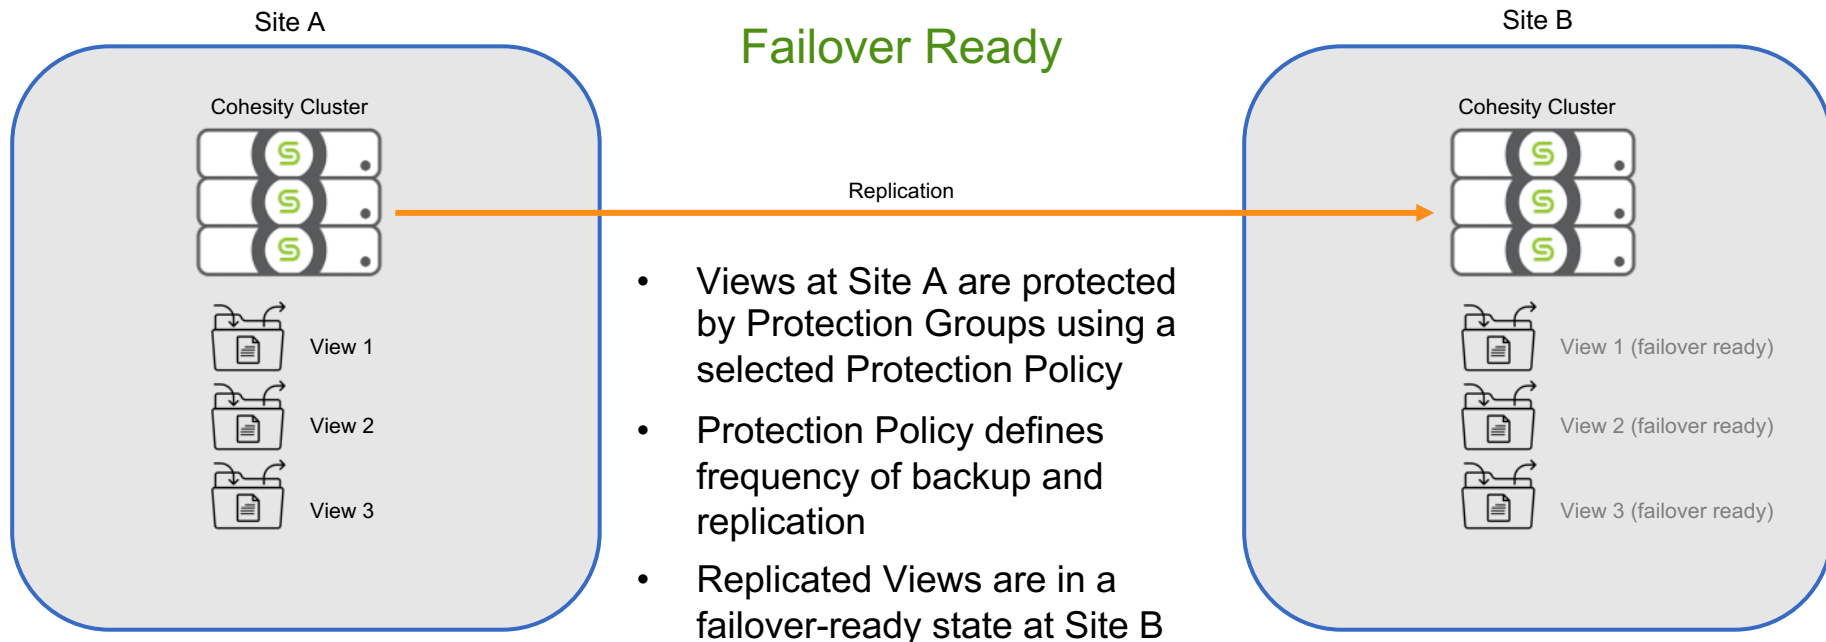 Site A
Failover Ready
Site B
Cohesity Cluster
Cohesity Cluster
Replication
• Views at Site A are protected
by Protection Groups using a
selected Protection Policy
• Protection Policy defines
frequency of backup and
replication
• Replicated Views are in a
failover-ready state at Site B
View 1
View 2
View 3
View 1 (failover ready)
View 2 (failover ready)
View 3 (failover ready)